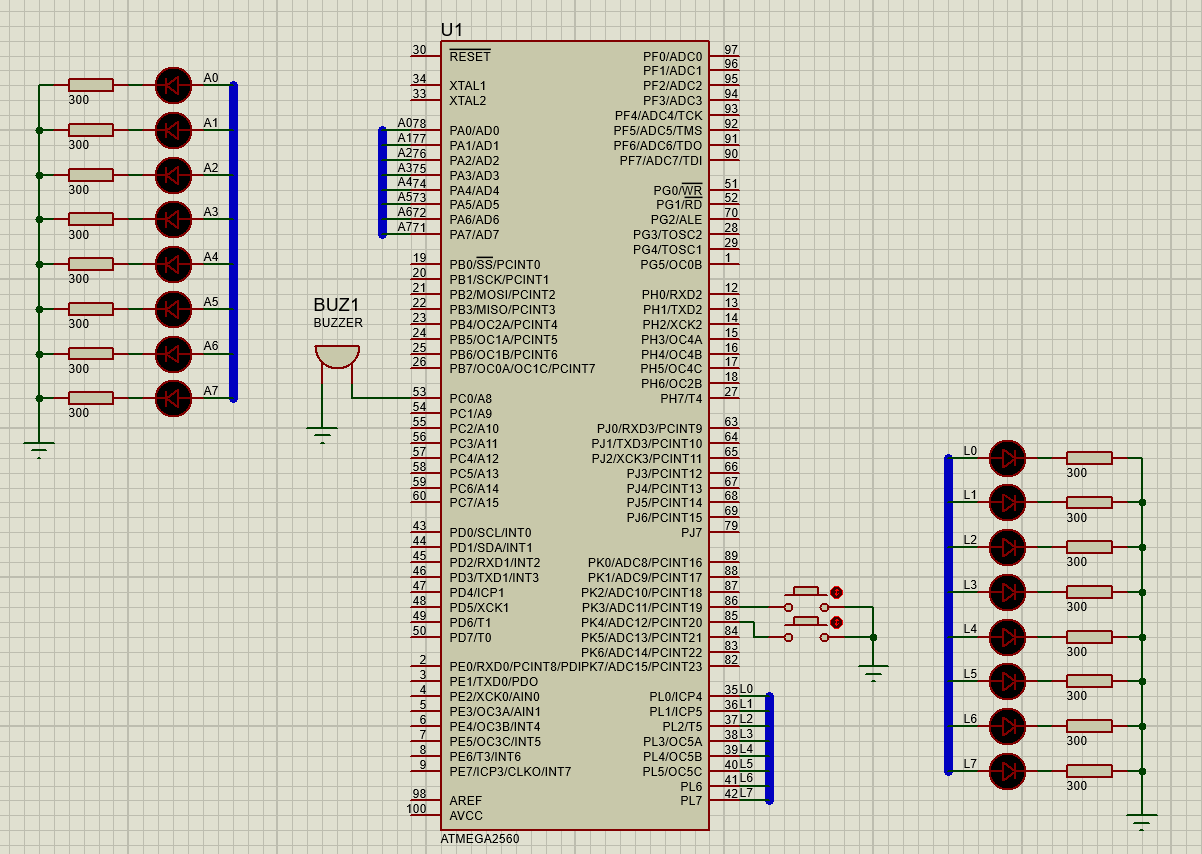 U1
30 RESET
34 XTAL1
33 XTAL2
A0 78 PA0/AD0
A1 77 PA1/AD1
A2 76 PA2/AD2
A3 75 PA3/AD3
A4 74 PA4/AD4
A5 73 PA5/AD5
A6 72 PA6/AD6
A7 71 PA7/AD7
19 PB0/SS/PCINT0
20 PB1/SCK/PCINT1
21 PB2/MOSI/PCINT2
22 PB3/MISO/PCINT3
23 PB4/OC2A/PCINT4
24 PB5/OC1A/PCINT5
25 PB6/OC1B/PCINT6
26 PB7/OC0A/OC1C/PCINT7
53 PC0/A8
54 PC1/A9
55 PC2/A10
56 PC3/A11
57 PC4/A12
58 PC5/A13
59 PC6/A14
60 PC7/A15
43 PD0/SCL/INT0
44 PD1/SDA/INT1
45 PD2/RXD1/INT2
46 PD3/TXD1/INT3
47 PD4/ICP1
48 PD5/XCK1
49 PD6/T1
50 PD7/T0
2 PE0/RXD0/PCINT8/PDI
3 PE1/TXD0/PDO
4 PE2/XCK0/AIN0
5 PE3/OC3A/AIN1
6 PE4/OC3B/INT4
7 PE5/OC3C/INT5
8 PE6/T3/INT6
9 PE7/ICP3/CLKO/INT7
98 AREF
100 AVCC
PF0/ADC0 97
PF1/ADC1 96
PF2/ADC2 95
PF3/ADC3 94
PF4/ADC4/TCK 93
PF5/ADC5/TMS 92
PF6/ADC6/TDO 91
PF7/ADC7/TDI 90
PG0/WR 51
PG1/RD 52
PG2/ALE 70
PG3/TOSC2 28
PG4/TOSC1 29
PG5/OC0B 1
PH0/RXD2 12
PH1/TXD2 13
PH2/XCK2 14
PH3/OC4A 15
PH4/OC4B 16
PH5/OC4C 17
PH6/OC2B 18
PH7/T4 27
PJ0/RXD3/PCINT9 63
PJ1/TXD3/PCINT10 64
PJ2/XCK3/PCINT11 65
PJ3/PCINT12 66
PJ4/PCINT13 67
PJ5/PCINT14 68
PJ6/PCINT15 69
PJ7 79
PK0/ADC8/PCINT16 89
PK1/ADC9/PCINT17 88
PK2/ADC10/PCINT18 87
PK3/ADC11/PCINT19 86
PK4/ADC12/PCINT20 85
PK5/ADC13/PCINT21 84
PK6/ADC14/PCINT22 83
PK7/ADC15/PCINT23 82
PL0/ICP4 35 L0
PL1/ICP5 36 L1
PL2/T5 37 L2
PL3/OC5A 38 L3
PL4/OC5B 39 L4
PL5/OC5C 40 L5
PL6 41 L6
PL7 42 L7
ATMEGA2560
A0
300
A1
300
A2
300
A3
300
A4
300
A5
300
A6
300
A7
300
BUZ1
BUZZER
L0
300
L1
300
L2
300
L3
300
L4
300
L5
300
L6
300
L7
300